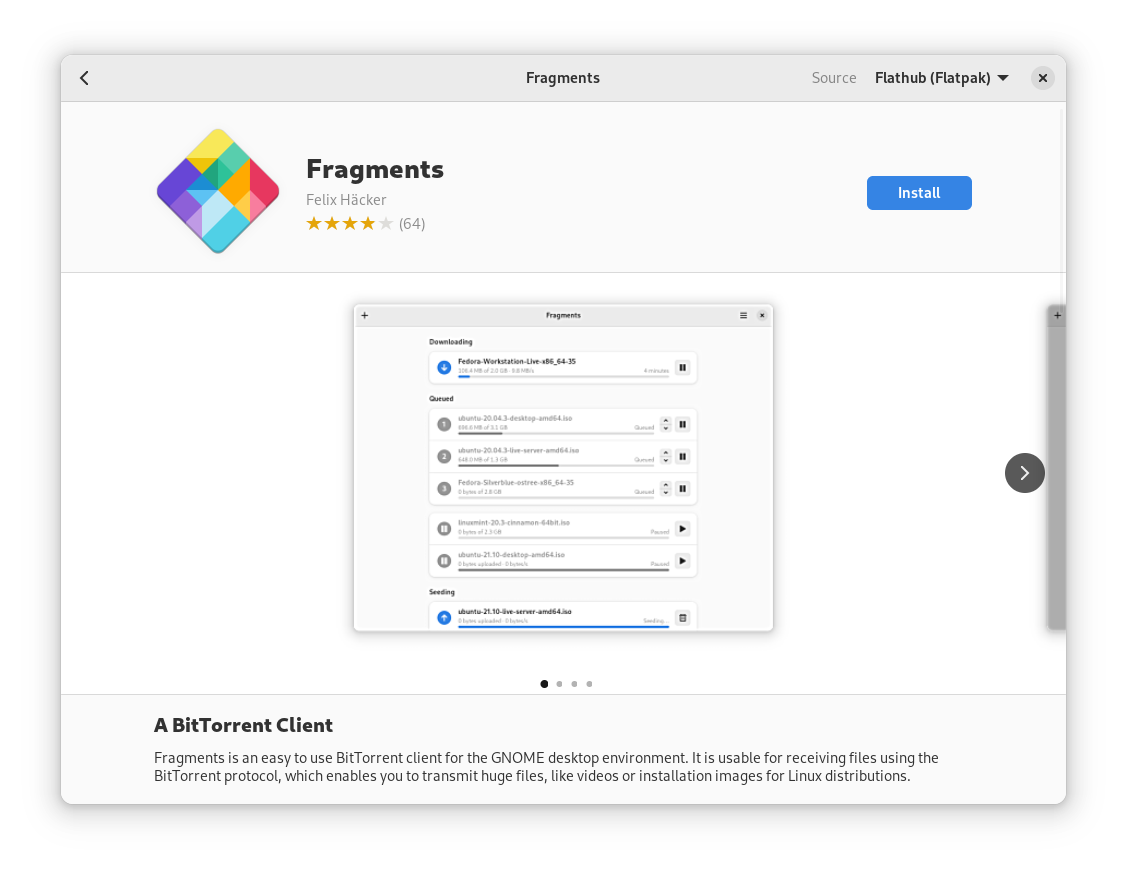 Fragments
Source Flathub (Flatpak)
Fragments
Felix Häcker
(64)
Install
Fragments
Downloading
Fedora-Workstation-Live-x86_64-35
106.4 MB of 2.0 GB · 8.8 MB/s
4 minutes
Queued
1
ubuntu-20.04.3-desktop-amd64.iso
696.6 MB of 3.1 GB
Queued
2
ubuntu-20.04.3-live-server-amd64.iso
648.0 MB of 1.3 GB
Queued
3
Fedora-Silverblue-ostree-x86_64-35
0 bytes of 2.8 GB
Queued
linuxmint-20.3-cinnamon-64bit.iso
0 bytes of 2.3 GB
Paused
ubuntu-21.10-desktop-amd64.iso
0 bytes uploaded · 0 bytes/s
Paused
Seeding
ubuntu-21.10-live-server-amd64.iso
0 bytes uploaded · 0 bytes/s
Seeding…
A BitTorrent Client
Fragments is an easy to use BitTorrent client for the GNOME desktop environment. It is usable for receiving files using the
BitTorrent protocol, which enables you to transmit huge files, like videos or installation images for Linux distributions.